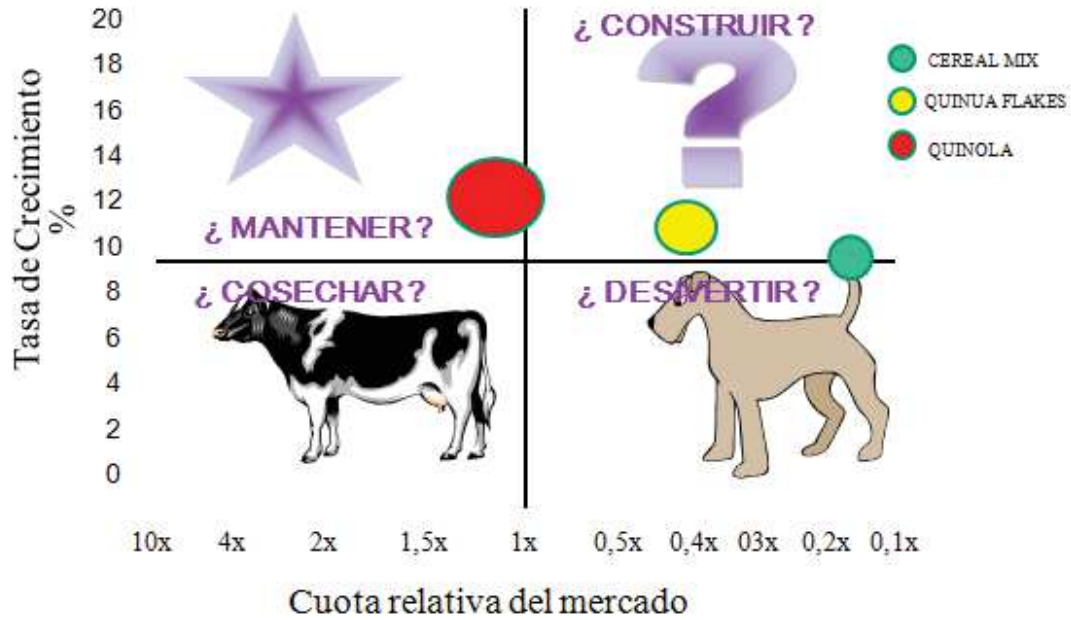 20
18
16
14
12
10
8
6
4
2
0
Tasa de Crecimiento
%
¿ CONSTRUIR ?
¿ MANTENER ?
¿ COSECHAR ?
¿ DESIVERTIR ?
CEREAL MIX
QUINUA FLAKES
QUINOLA
10x 4x 2x 1,5x 1x 0,5x 0,4x 03x 0,2x 0,1x
Cuota relativa del mercado